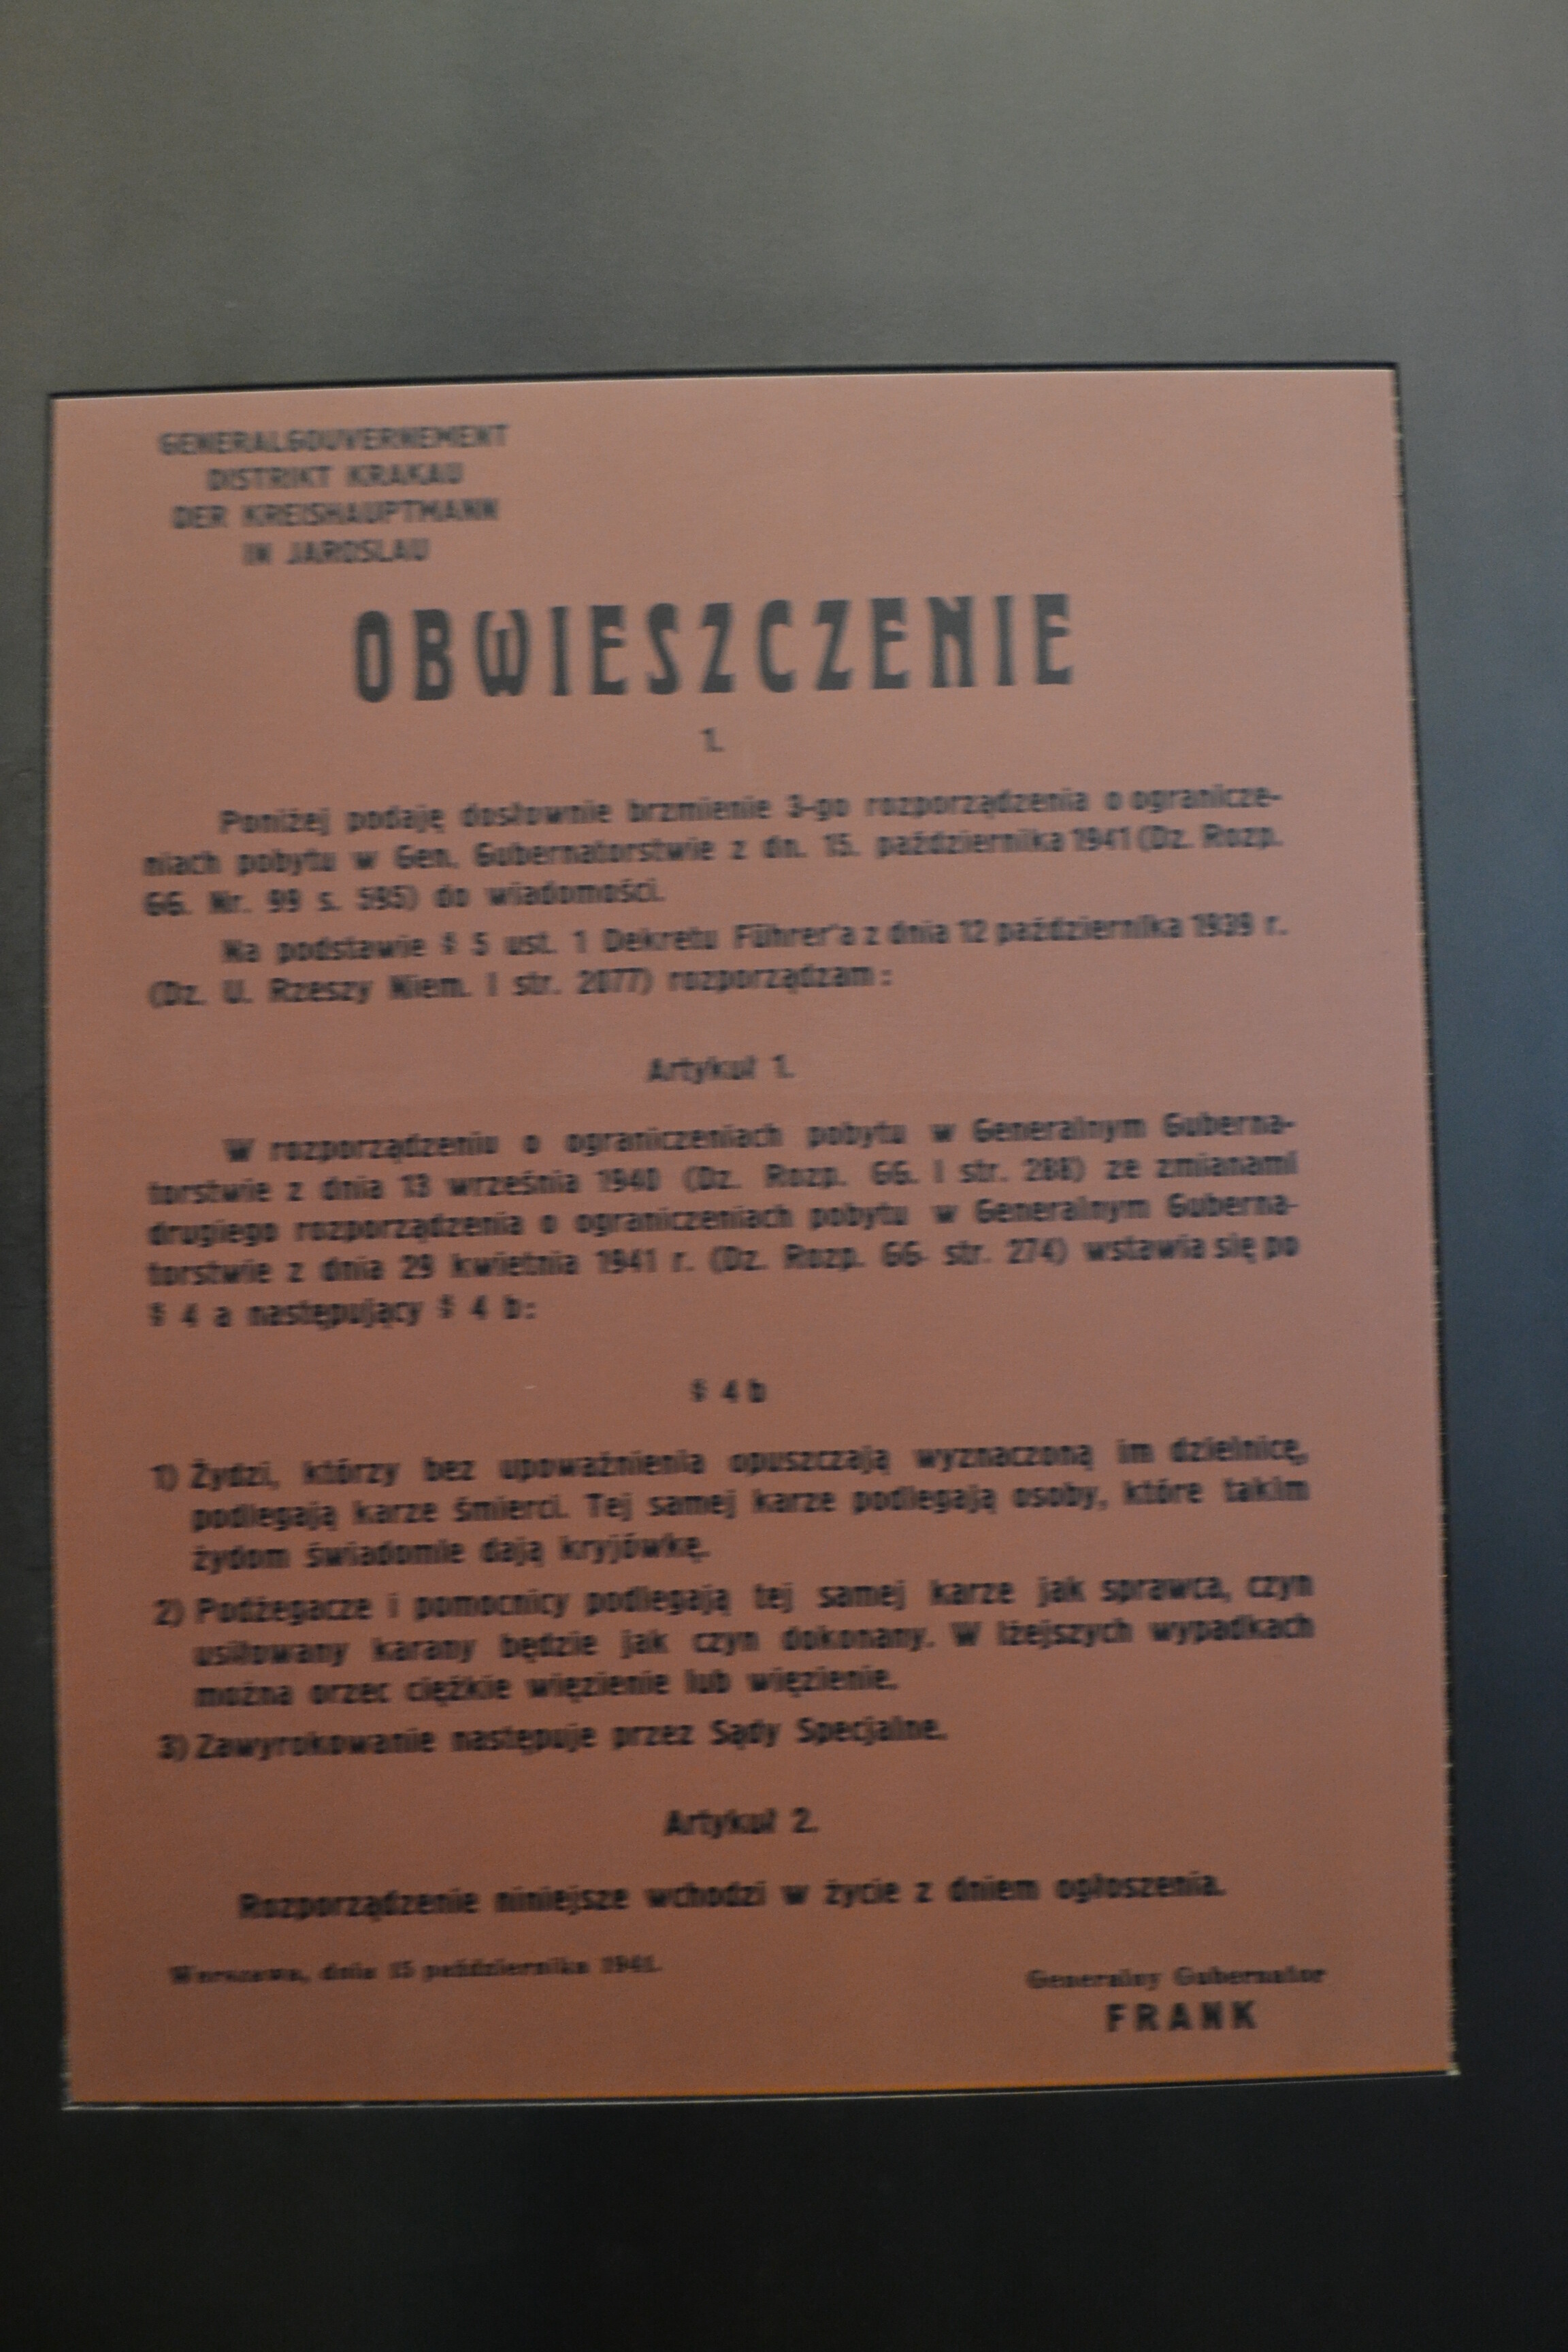 GENERALGOUVERNEMENT
DISTRIKT KRAKAU
DER KREISHAUPTMANN
IN JAROSLAU
OBWIESZCZENIE
1.
Poniżej podaję dosłownie brzmienie 3-go rozporządzenia o ogranicze-
niach pobytu w Gen. Gubernatorstwie z dn. 15. października 1941 (Dz. Rozp.
GG. Nr. 99 s. 595) do wiadomości.
Na podstawie § 5 ust. 1 Dekretu Führer'a z dnia 12 października 1939 r.
(Dz. U. Rzeszy Niem. I str. 2077) rozporządzam:
Artykuł 1.
W rozporządzeniu o ograniczeniach pobytu w Generalnym Guberna-
torstwie z dnia 13 września 1940 (Dz. Rozp. GG. I str. 288) ze zmianami
drugiego rozporządzenia o ograniczeniach pobytu w Generalnym Guberna-
torstwie z dnia 29 kwietnia 1941 r. (Dz. Rozp. GG. str. 274) wstawia się po
§ 4 a następujący § 4 b:
§ 4 b
1) Żydzi, którzy bez upoważnienia opuszczają wyznaczoną im dzielnicę,
podlegają karze śmierci. Tej samej karze podlegają osoby, które takim
żydom świadomie dają kryjówkę.
2) Podżegacze i pomocnicy podlegają tej samej karze jak sprawca, czyn
usiłowany karany będzie jak czyn dokonany. W lżejszych wypadkach
można orzec ciężkie więzienie lub więzienie.
3) Zawyrokowanie następuje przez Sądy Specjalne.
Artykuł 2.
Rozporządzenie niniejsze wchodzi w życie z dniem ogłoszenia.
Warszawa, dnia 15 października 1941.
Generalny Gubernator
FRANK